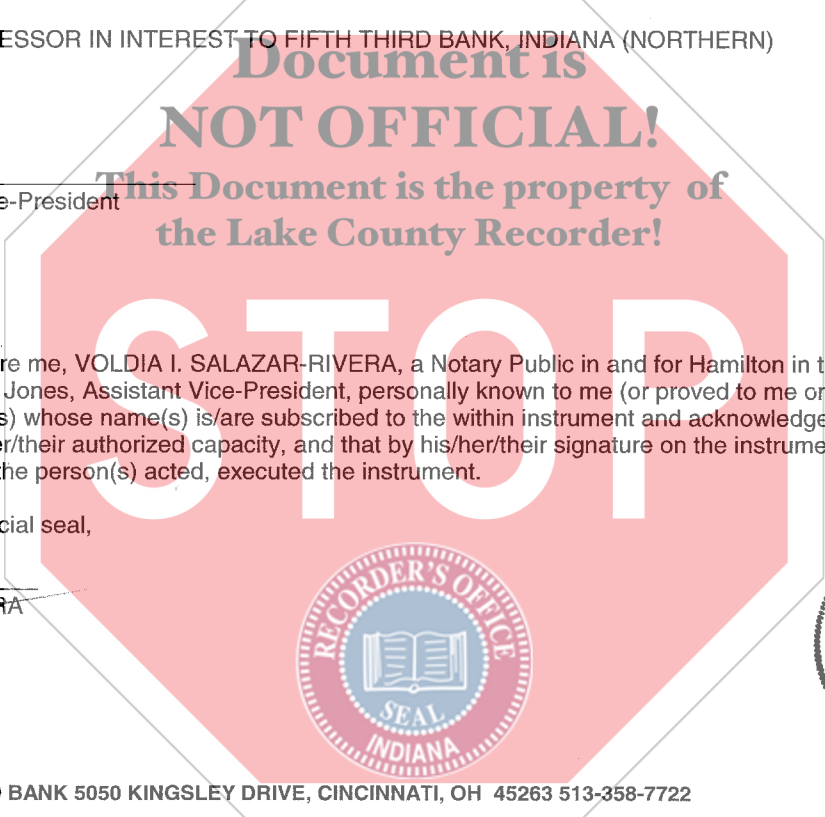 ESSOR IN INTEREST TO FIFTH THIRD BANK, INDIANA (NORTHERN)
Document is
NOT OFFICIAL!
This Document is the property of
e-President
the Lake County Recorder!
STOP
re me, VOLDIA I. SALAZAR-RIVERA, a Notary Public in and for Hamilton in t
Jones, Assistant Vice-President, personally known to me (or proved to me or
s) whose name(s) is/are subscribed to the within instrument and acknowledge
er/their authorized capacity, and that by his/her/their signature on the instrume
the person(s) acted, executed the instrument.
cial seal,
RA
RECORDER'S OFFICE
SEAL
INDIANA
BANK 5050 KINGSLEY DRIVE, CINCINNATI, OH 45263 513-358-7722